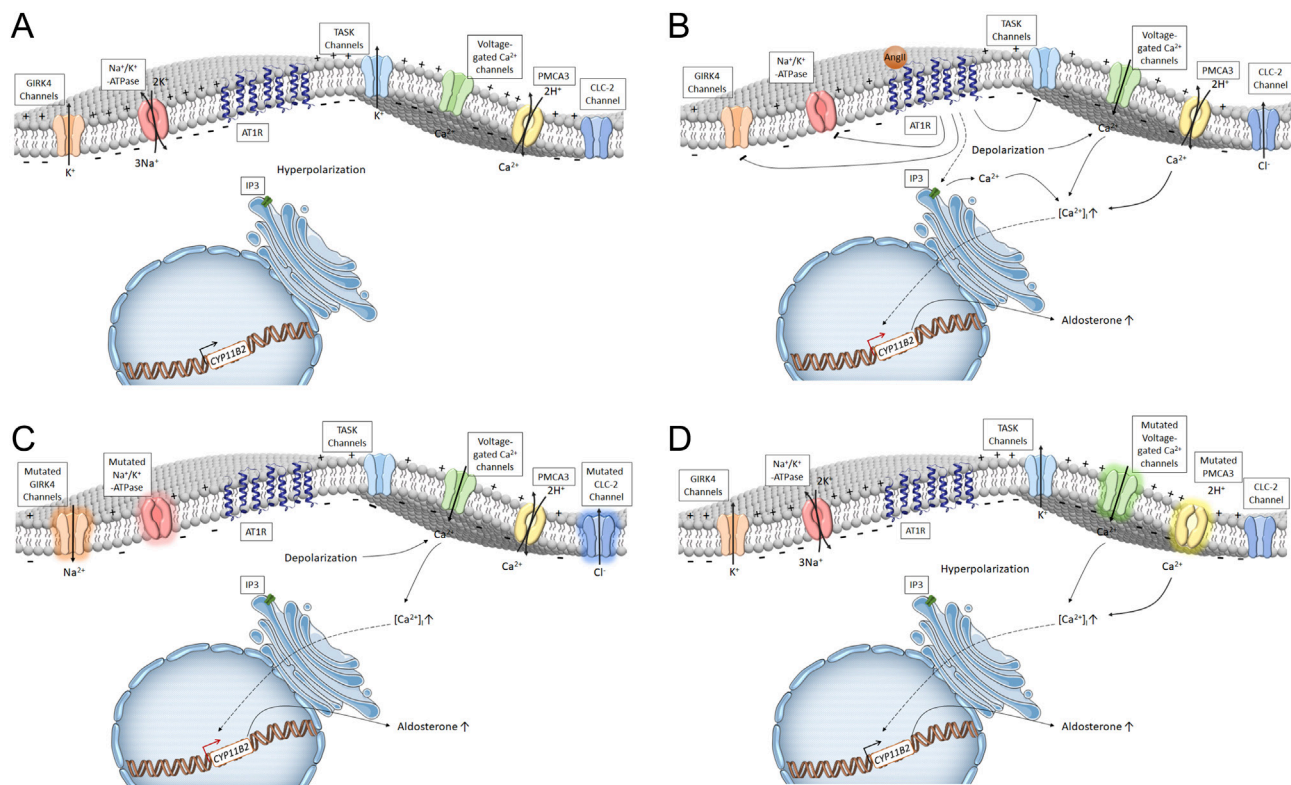 A
TASK
Channels
Na⁺/K⁺
-ATPase
2K⁺
Voltage-
gated Ca²⁺
channels
GIRK4
Channels
PMCA3
2H⁺
CLC-2
Channel
AT1R
K⁺
Ca²⁺
3Na⁺
K⁺
Ca²⁺
Hyperpolarization
IP3
CYP11B2
B
TASK
Channels
AngII
Na⁺/K⁺
-ATPase
Voltage-
gated Ca²⁺
channels
GIRK4
Channels
PMCA3
2H⁺
CLC-2
Channel
AT1R
Ca²⁺
Depolarization
Ca²⁺
Cl⁻
IP3
Ca²⁺
[Ca²⁺]ᵢ↑
Aldosterone ↑
CYP11B2
C
TASK
Channels
Mutated
Na⁺/K⁺
-ATPase
Voltage-
gated Ca²⁺
channels
Mutated
GIRK4
Channels
PMCA3
2H⁺
Mutated
CLC-2
Channel
AT1R
Ca²⁺
Na²⁺
Depolarization
Ca²⁺
Cl⁻
IP3
[Ca²⁺]ᵢ↑
Aldosterone ↑
CYP11B2
D
TASK
Channels
Mutated
Voltage-
gated Ca²⁺
channels
Na⁺/K⁺
-ATPase
2K⁺
Mutated
PMCA3
2H⁺
GIRK4
Channels
CLC-2
Channel
AT1R
K⁺
Ca²⁺
3Na⁺
K⁺
Hyperpolarization
Ca²⁺
IP3
[Ca²⁺]ᵢ↑
Aldosterone ↑
CYP11B2